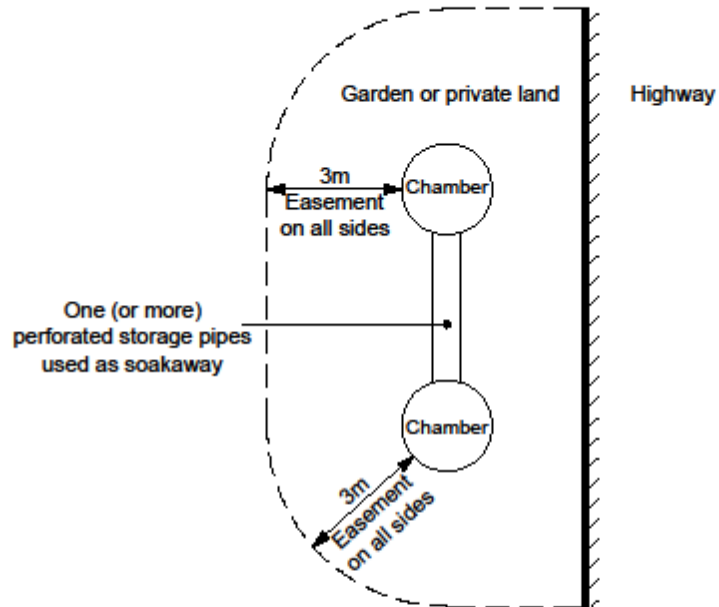 Garden or private land
Highway
3m
Chamber
Easement
on all sides
One (or more)
perforated storage pipes
used as soakaway
Chamber
3m
Easement
on all sides